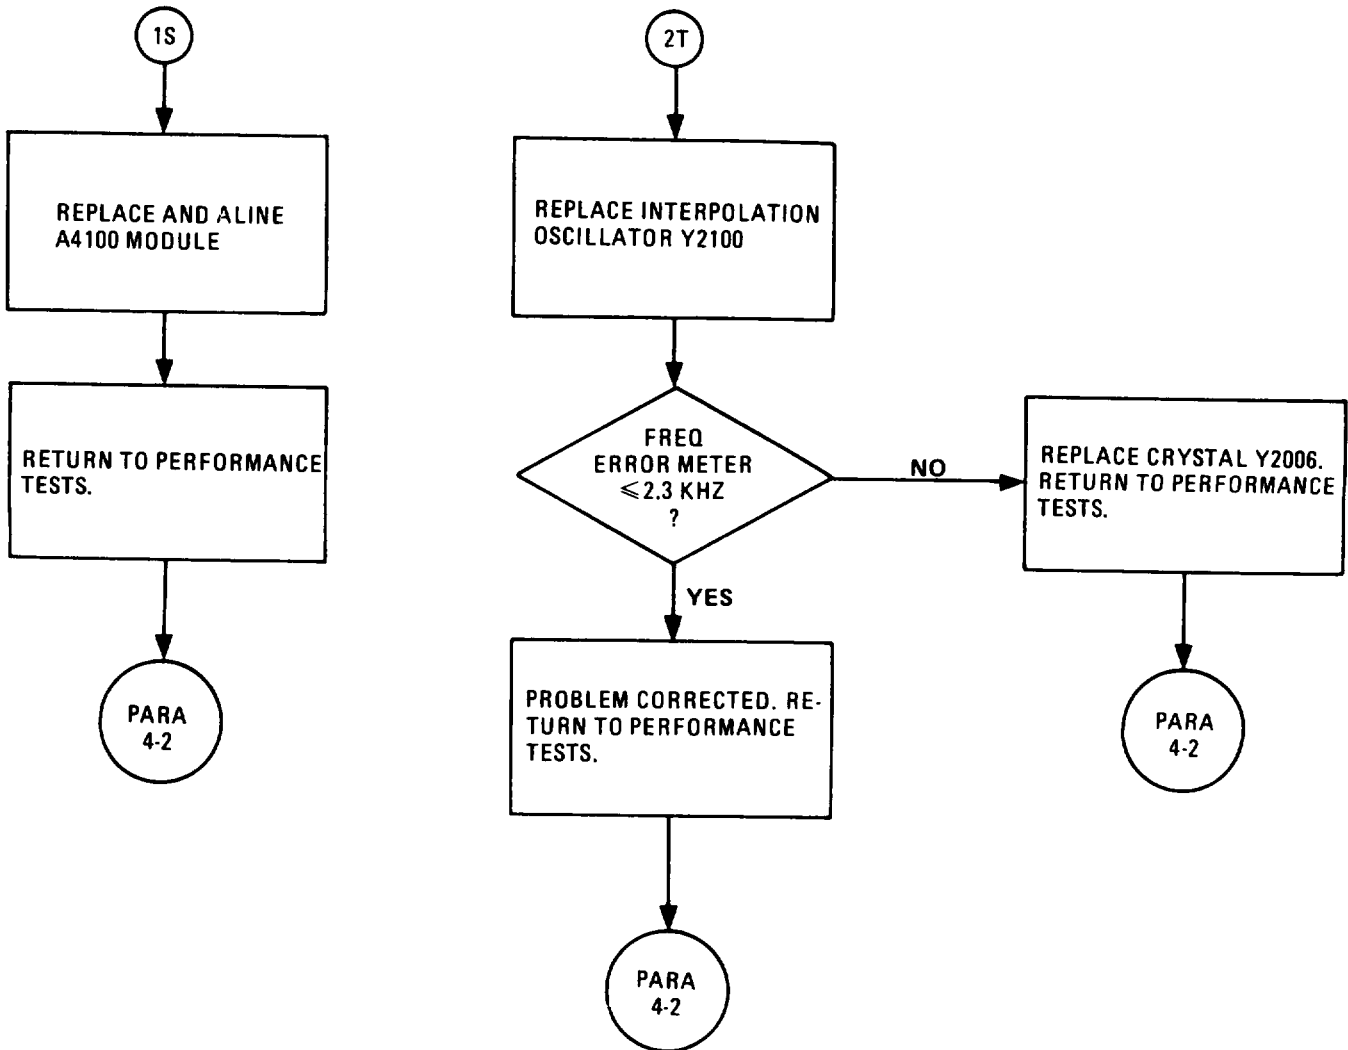 1S
REPLACE AND ALINE
A4100 MODULE
RETURN TO PERFORMANCE
TESTS.
PARA
4-2
2T
REPLACE INTERPOLATION
OSCILLATOR Y2100
FREQ
ERROR METER
≤2.3 KHZ
?
NO
YES
PROBLEM CORRECTED. RE-
TURN TO PERFORMANCE
TESTS.
PARA
4-2
REPLACE CRYSTAL Y2006.
RETURN TO PERFORMANCE
TESTS.
PARA
4-2